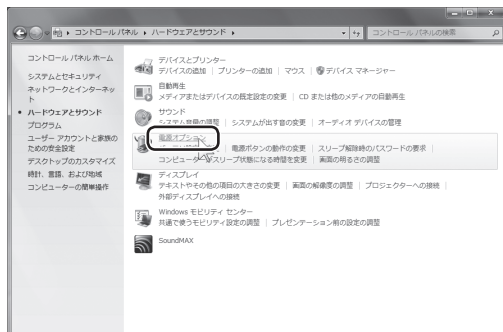 コントロール パネル ▸ ハードウェアとサウンド ▸
コントロール パネルの検索
コントロール パネル ホーム
システムとセキュリティ
ネットワークとインターネット
ハードウェアとサウンド
プログラム
ユーザー アカウントと家族のための安全設定
デスクトップのカスタマイズ
時計、言語、および地域
コンピューターの簡単操作
デバイスとプリンター
デバイスの追加 | プリンターの追加 | マウス | デバイス マネージャー
自動再生
メディアまたはデバイスの既定設定の変更 | CD または他のメディアの自動再生
サウンド
システム音量の調整 | システムが出す音の変更 | オーディオ デバイスの管理
電源オプション
電源ボタンの動作の変更 | スリープ解除時のパスワードの要求
コンピューターがスリープ状態になる時間を変更 | 画面の明るさの調整
ディスプレイ
テキストやその他の項目の大きさの変更 | 画面の解像度の調整 | プロジェクターへの接続
外部ディスプレイへの接続
Windows モビリティ センター
共通で使うモビリティ設定の調整 | プレゼンテーション前の設定の調整
SoundMAX